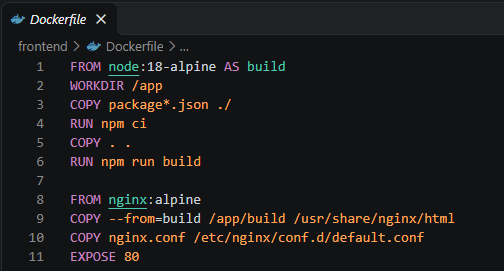 Dockerfile
frontend > Dockerfile > ...
1 FROM node:18-alpine AS build
2 WORKDIR /app
3 COPY package*.json ./
4 RUN npm ci
5 COPY . .
6 RUN npm run build
7
8 FROM nginx:alpine
9 COPY --from=build /app/build /usr/share/nginx/html
10 COPY nginx.conf /etc/nginx/conf.d/default.conf
11 EXPOSE 80